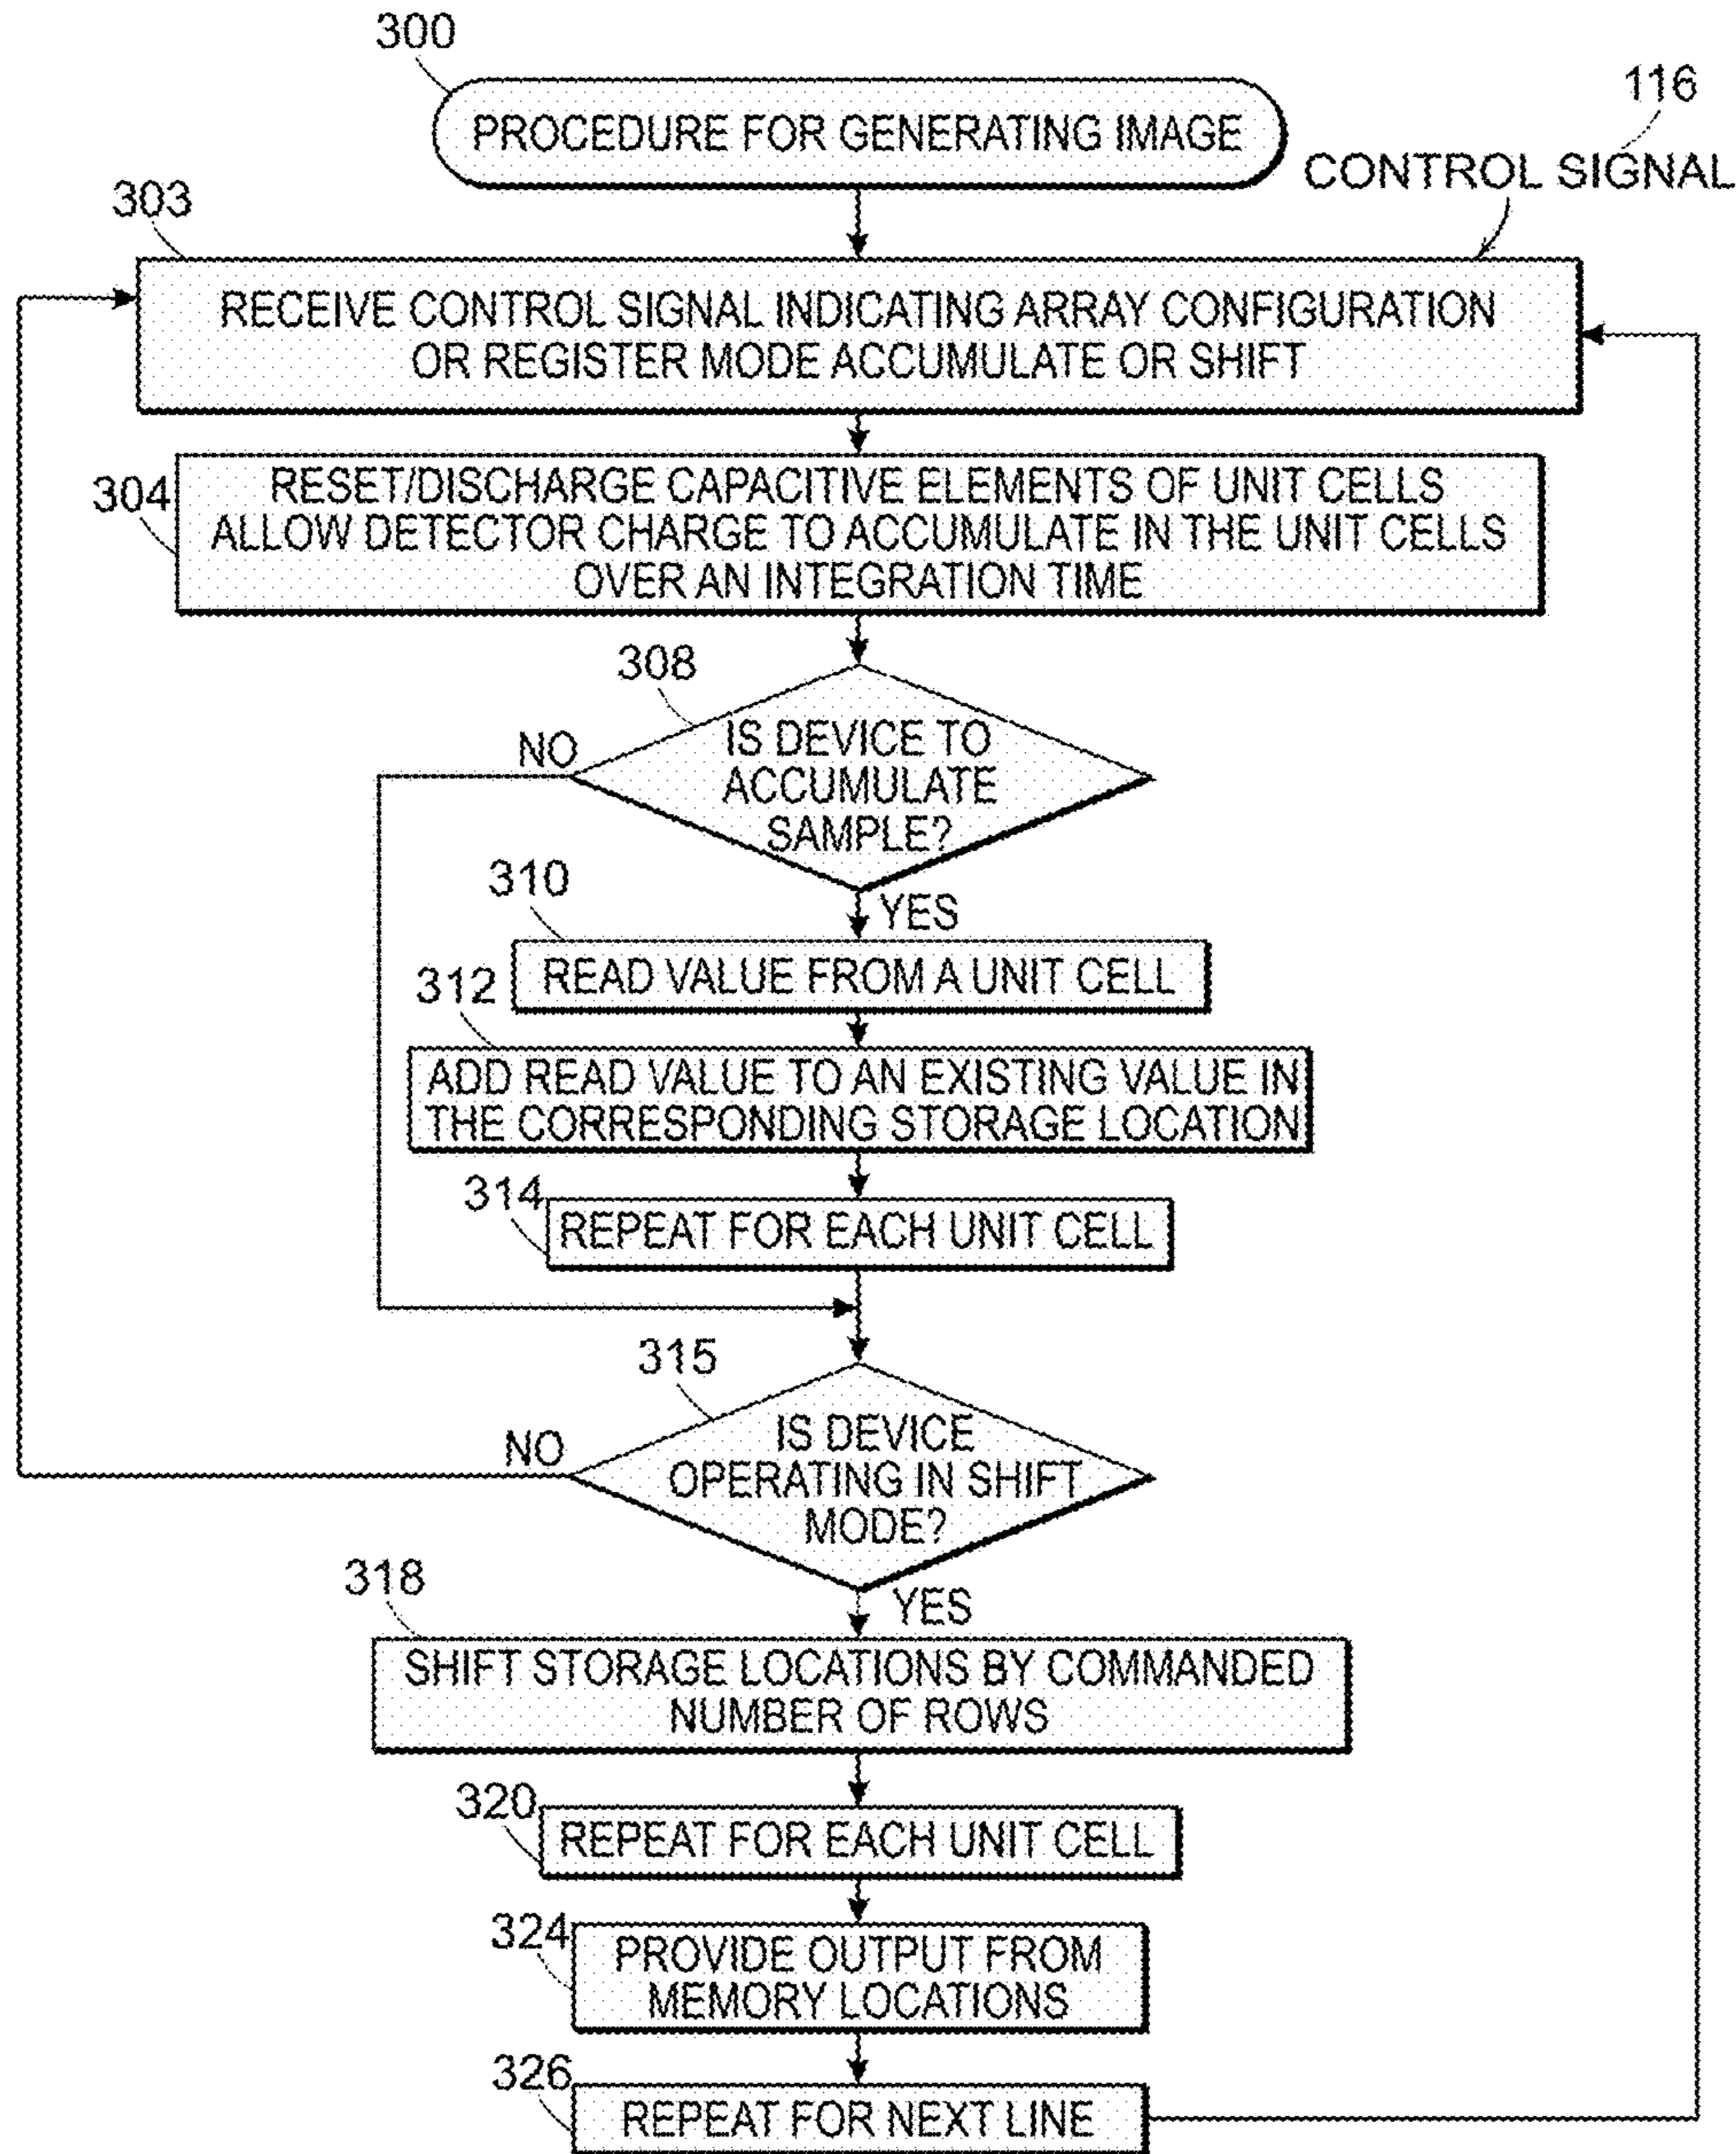 300
PROCEDURE FOR GENERATING IMAGE
116
CONTROL SIGNAL
303
RECEIVE CONTROL SIGNAL INDICATING ARRAY CONFIGURATION
OR REGISTER MODE ACCUMULATE OR SHIFT
304
RESET/DISCHARGE CAPACITIVE ELEMENTS OF UNIT CELLS
ALLOW DETECTOR CHARGE TO ACCUMULATE IN THE UNIT CELLS
OVER AN INTEGRATION TIME
308
NO
IS DEVICE TO
ACCUMULATE
SAMPLE?
YES
310
READ VALUE FROM A UNIT CELL
312
ADD READ VALUE TO AN EXISTING VALUE IN
THE CORRESPONDING STORAGE LOCATION
314
REPEAT FOR EACH UNIT CELL
315
NO
IS DEVICE
OPERATING IN SHIFT
MODE?
YES
318
SHIFT STORAGE LOCATIONS BY COMMANDED
NUMBER OF ROWS
320
REPEAT FOR EACH UNIT CELL
324
PROVIDE OUTPUT FROM
MEMORY LOCATIONS
326
REPEAT FOR NEXT LINE